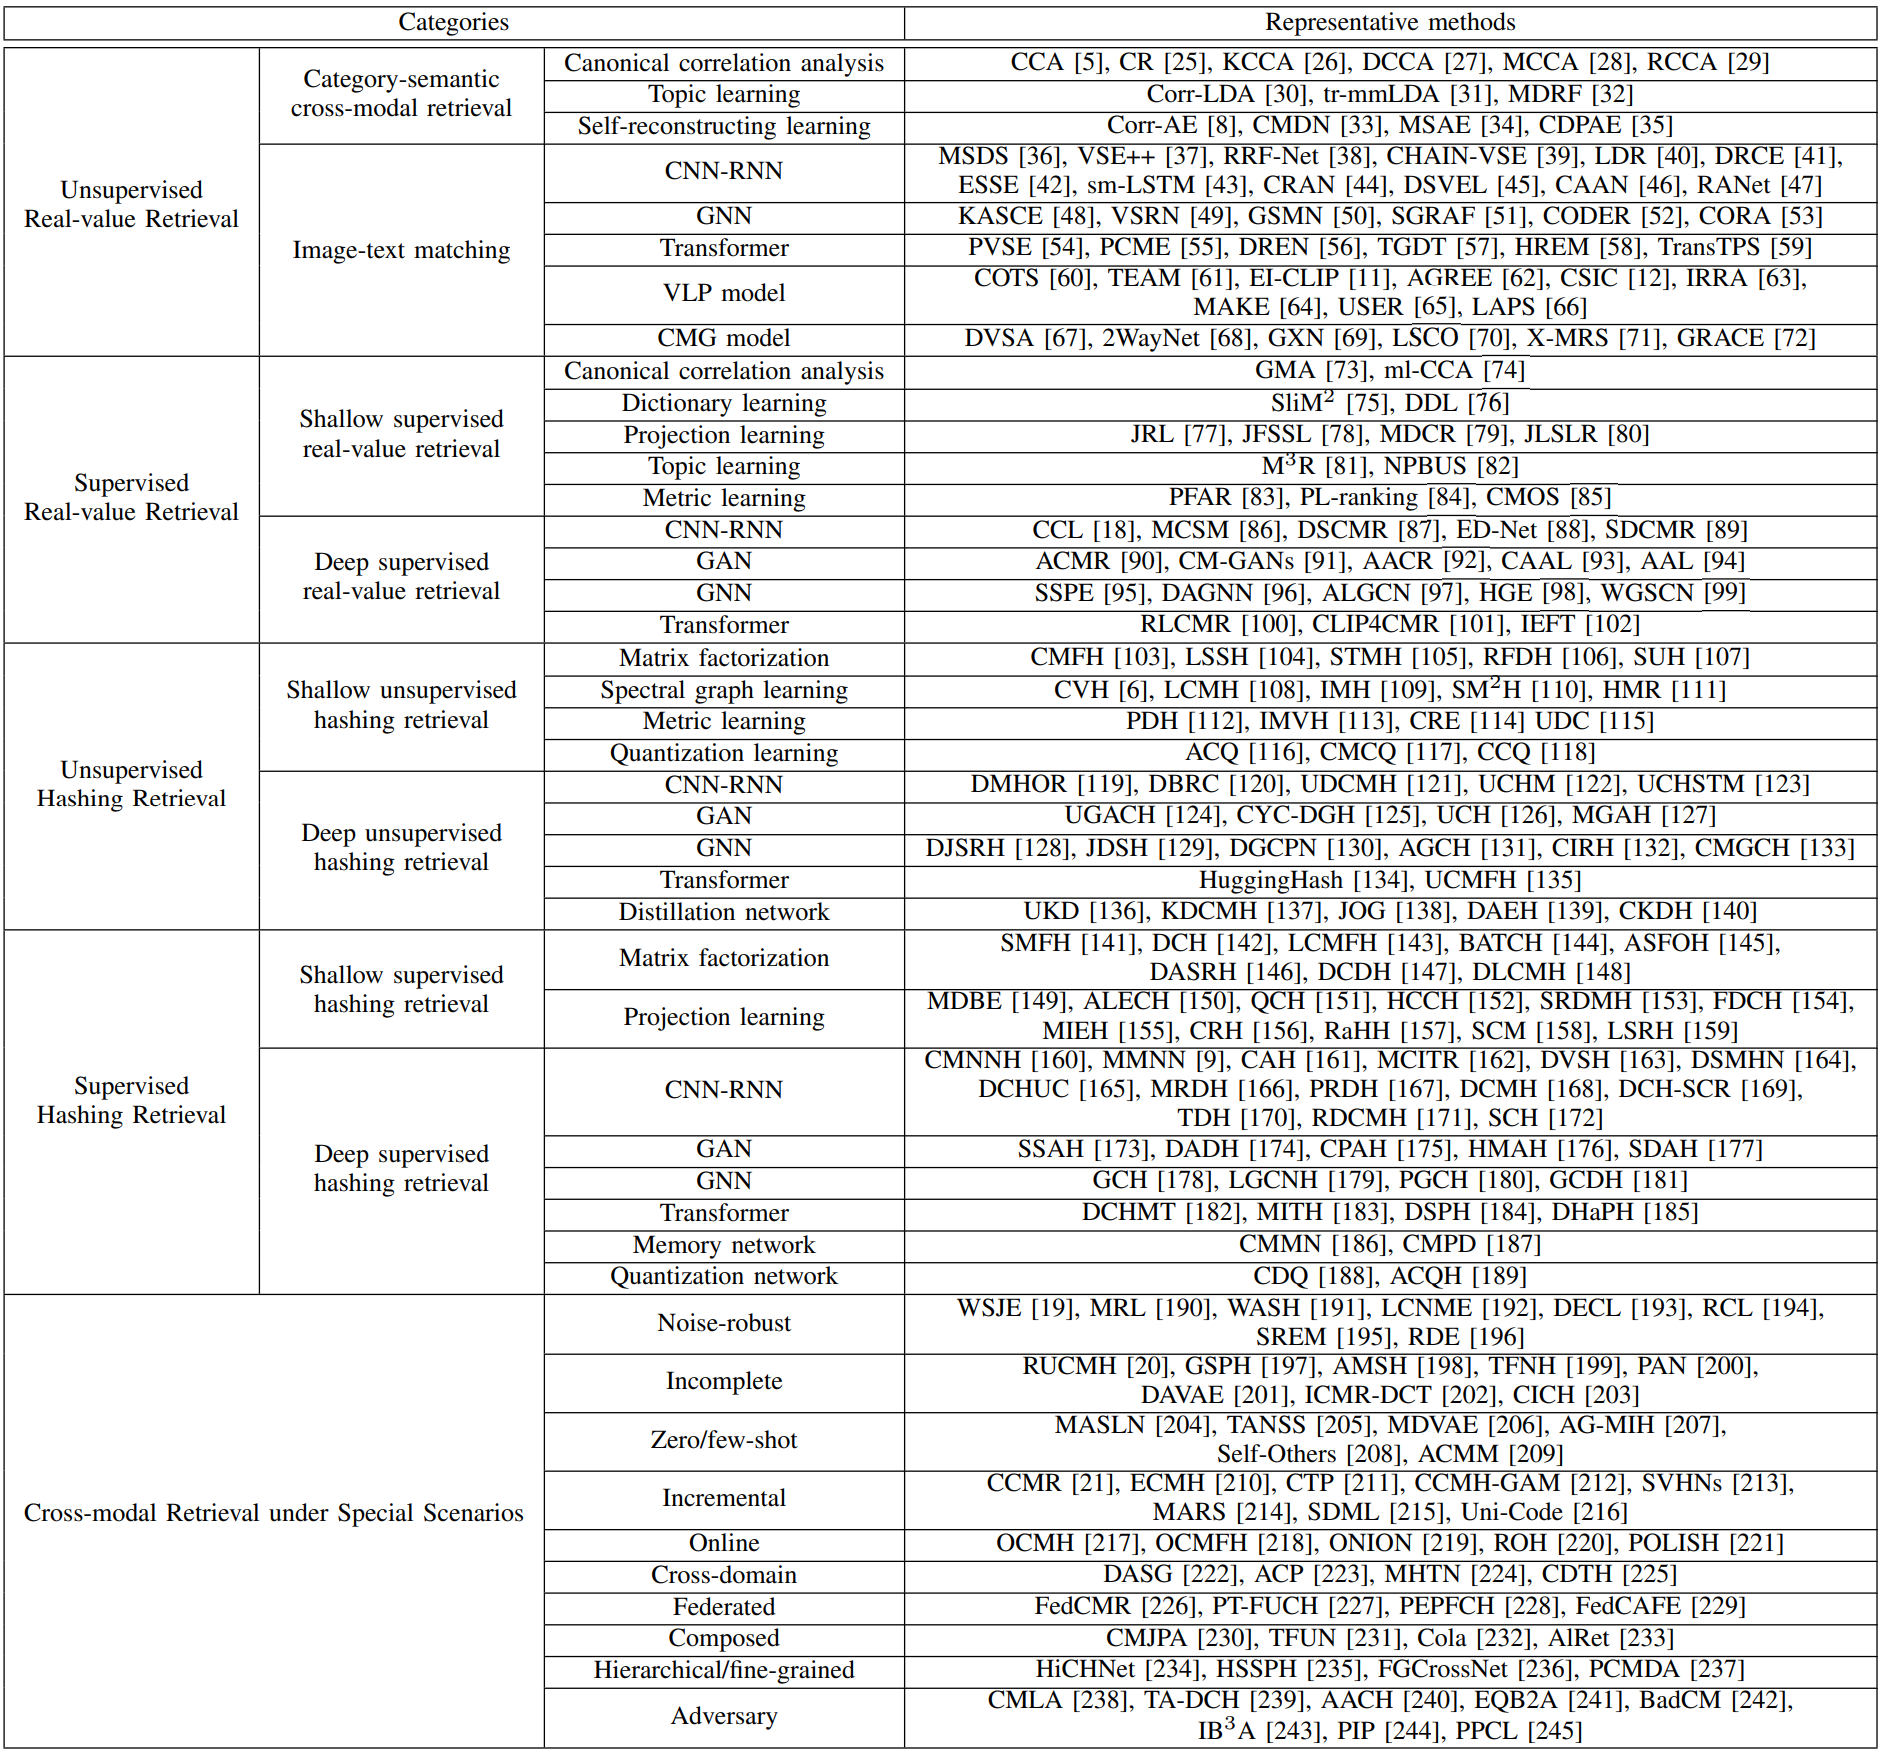 Categories
Representative methods
Unsupervised
Real-value Retrieval
Category-semantic
cross-modal retrieval
Canonical correlation analysis
CCA [5], CR [25], KCCA [26], DCCA [27], MCCA [28], RCCA [29]
Topic learning
Corr-LDA [30], tr-mmLDA [31], MDRF [32]
Self-reconstructing learning
Corr-AE [8], CMDN [33], MSAE [34], CDPAE [35]
Image-text matching
CNN-RNN
MSDS [36], VSE++ [37], RRF-Net [38], CHAIN-VSE [39], LDR [40], DRCE [41],
ESSE [42], sm-LSTM [43], CRAN [44], DSVEL [45], CAAN [46], RANet [47]
GNN
KASCE [48], VSRN [49], GSMN [50], SGRAF [51], CODER [52], CORA [53]
Transformer
PVSE [54], PCME [55], DREN [56], TGDT [57], HREM [58], TransTPS [59]
VLP model
COTS [60], TEAM [61], EI-CLIP [11], AGREE [62], CSIC [12], IRRA [63],
MAKE [64], USER [65], LAPS [66]
CMG model
DVSA [67], 2WayNet [68], GXN [69], LSCO [70], X-MRS [71], GRACE [72]
Supervised
Real-value Retrieval
Shallow supervised
real-value retrieval
Canonical correlation analysis
GMA [73], ml-CCA [74]
Dictionary learning
SliM² [75], DDL [76]
Projection learning
JRL [77], JFSSL [78], MDCR [79], JLSLR [80]
Topic learning
M³R [81], NPBUS [82]
Metric learning
PFAR [83], PL-ranking [84], CMOS [85]
Deep supervised
real-value retrieval
CNN-RNN
CCL [18], MCSM [86], DSCMR [87], ED-Net [88], SDCMR [89]
GAN
ACMR [90], CM-GANs [91], AACR [92], CAAL [93], AAL [94]
GNN
SSPE [95], DAGNN [96], ALGCN [97], HGE [98], WGSCN [99]
Transformer
RLCMR [100], CLIP4CMR [101], IEFT [102]
Unsupervised
Hashing Retrieval
Shallow unsupervised
hashing retrieval
Matrix factorization
CMFH [103], LSSH [104], STMH [105], RFDH [106], SUH [107]
Spectral graph learning
CVH [6], LCMH [108], IMH [109], SM²H [110], HMR [111]
Metric learning
PDH [112], IMVH [113], CRE [114] UDC [115]
Quantization learning
ACQ [116], CMCQ [117], CCQ [118]
Deep unsupervised
hashing retrieval
CNN-RNN
DMHOR [119], DBRC [120], UDCMH [121], UCHM [122], UCHSTM [123]
GAN
UGACH [124], CYC-DGH [125], UCH [126], MGAH [127]
GNN
DJSRH [128], JDSH [129], DGCPN [130], AGCH [131], CIRH [132], CMGCH [133]
Transformer
HuggingHash [134], UCMFH [135]
Distillation network
UKD [136], KDCMH [137], JOG [138], DAEH [139], CKDH [140]
Supervised
Hashing Retrieval
Shallow supervised
hashing retrieval
Matrix factorization
SMFH [141], DCH [142], LCMFH [143], BATCH [144], ASFOH [145],
DASRH [146], DCDH [147], DLCMH [148]
Projection learning
MDBE [149], ALECH [150], QCH [151], HCCH [152], SRDMH [153], FDCH [154],
MIEH [155], CRH [156], RaHH [157], SCM [158], LSRH [159]
Deep supervised
hashing retrieval
CNN-RNN
CMNNH [160], MMNN [9], CAH [161], MCITR [162], DVSH [163], DSMHN [164],
DCHUC [165], MRDH [166], PRDH [167], DCMH [168], DCH-SCR [169],
TDH [170], RDCMH [171], SCH [172]
GAN
SSAH [173], DADH [174], CPAH [175], HMAH [176], SDAH [177]
GNN
GCH [178], LGCNH [179], PGCH [180], GCDH [181]
Transformer
DCHMT [182], MITH [183], DSPH [184], DHaPH [185]
Memory network
CMMN [186], CMPD [187]
Quantization network
CDQ [188], ACQH [189]
Cross-modal Retrieval under Special Scenarios
Noise-robust
WSJE [19], MRL [190], WASH [191], LCNME [192], DECL [193], RCL [194],
SREM [195], RDE [196]
Incomplete
RUCMH [20], GSPH [197], AMSH [198], TFNH [199], PAN [200],
DAVAE [201], ICMR-DCT [202], CICH [203]
Zero/few-shot
MASLN [204], TANSS [205], MDVAE [206], AG-MIH [207],
Self-Others [208], ACMM [209]
Incremental
CCMR [21], ECMH [210], CTP [211], CCMH-GAM [212], SVHNs [213],
MARS [214], SDML [215], Uni-Code [216]
Online
OCMH [217], OCMFH [218], ONION [219], ROH [220], POLISH [221]
Cross-domain
DASG [222], ACP [223], MHTN [224], CDTH [225]
Federated
FedCMR [226], PT-FUCH [227], PEPFCH [228], FedCAFE [229]
Composed
CMJPA [230], TFUN [231], Cola [232], AlRet [233]
Hierarchical/fine-grained
HiCHNet [234], HSSPH [235], FGCrossNet [236], PCMDA [237]
Adversary
CMLA [238], TA-DCH [239], AACH [240], EQB2A [241], BadCM [242],
IB³A [243], PIP [244], PPCL [245]